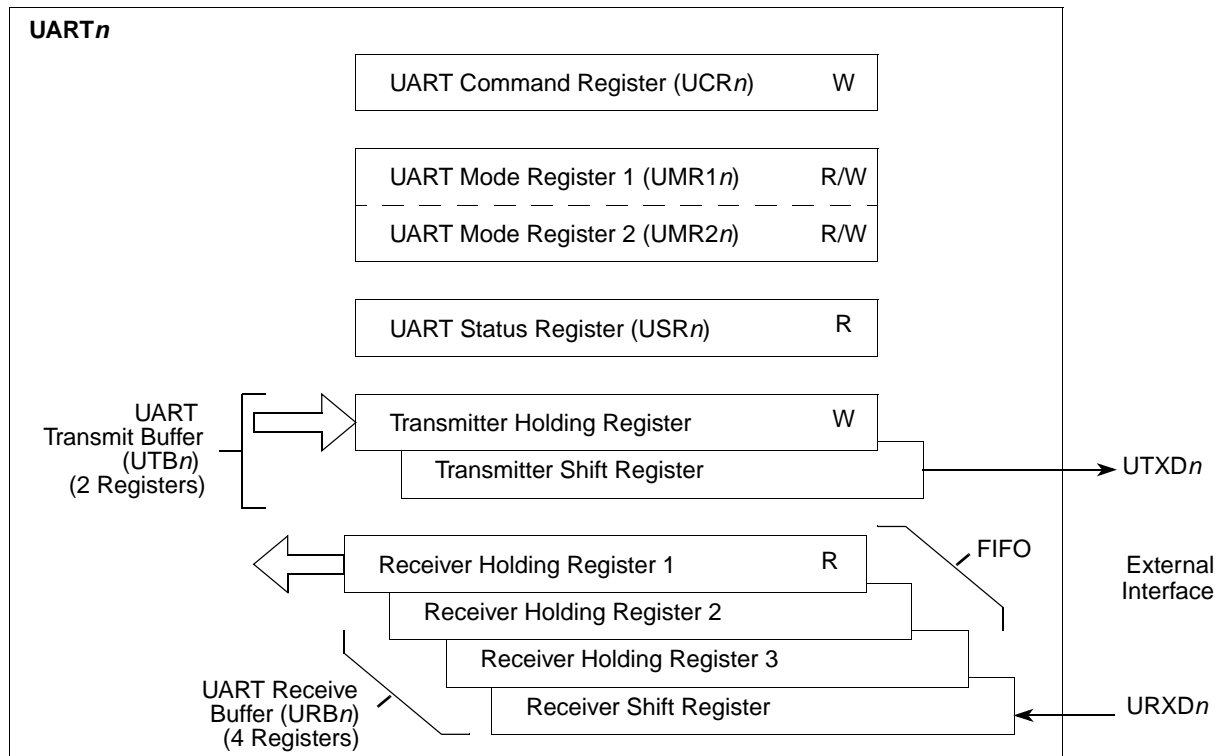 UARTn
UART Command Register (UCRn) W
UART Mode Register 1 (UMR1n) R/W
UART Mode Register 2 (UMR2n) R/W
UART Status Register (USRn) R
UART
Transmit Buffer
(UTBn)
(2 Registers)
Transmitter Holding Register W
Transmitter Shift Register
UTXDn
Receiver Holding Register 1 R
Receiver Holding Register 2
Receiver Holding Register 3
Receiver Shift Register
FIFO
External
Interface
UART Receive
Buffer (URBn)
(4 Registers)
URXDn